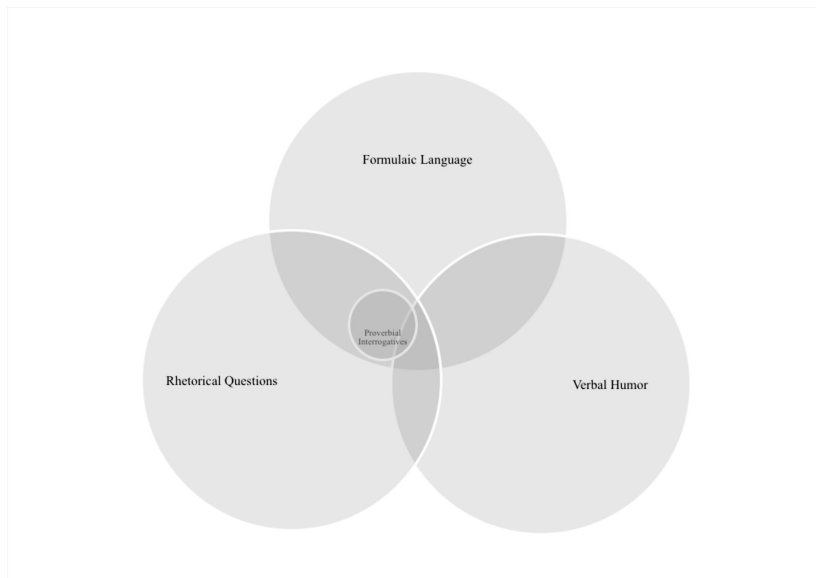 Formulaic Language
Proverbial
Interrogatives
Rhetorical Questions
Verbal Humor